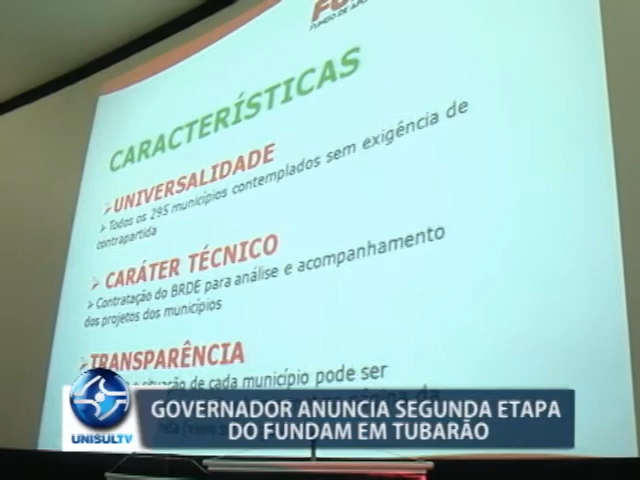 CARACTERÍSTICAS
➢UNIVERSALIDADE
➢ Todos os 295 municípios contemplados sem exigência de
contrapartida
➢ CARÁTER TÉCNICO
➢ Contratação do BRDE para análise e acompanhamento
dos projetos dos municípios
➢TRANSPARÊNCIA
situação de cada município pode ser
GOVERNADOR ANUNCIA SEGUNDA ETAPA
DO FUNDAM EM TUBARÃO
UNISULTV